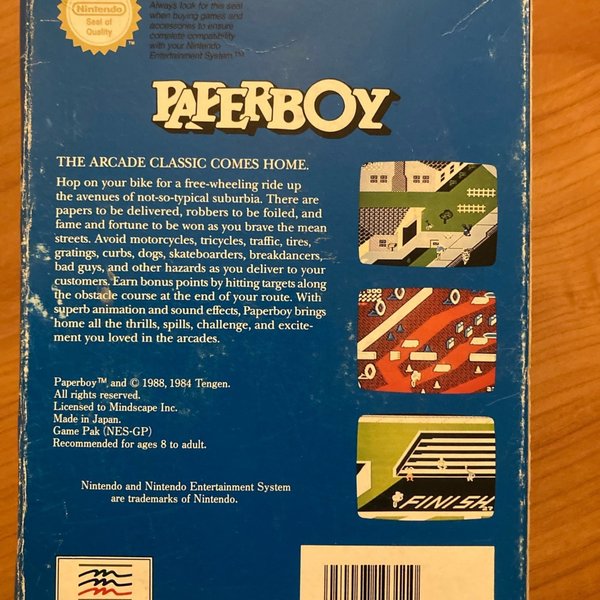 Nintendo
Seal of
Quality
TM
Always look for this seal
when buying games and
accessories to ensure
complete compatibility
with your Nintendo
Entertainment System.™
PAPERBOY
THE ARCADE CLASSIC COMES HOME.
Hop on your bike for a free-wheeling ride up
the avenues of not-so-typical suburbia. There are
papers to be delivered, robbers to be foiled, and
fame and fortune to be won as you brave the mean
streets. Avoid motorcycles, tricycles, traffic, tires,
gratings, curbs, dogs, skateboarders, breakdancers,
bad guys, and other hazards as you deliver to your
customers. Earn bonus points by hitting targets along
the obstacle course at the end of your route. With
superb animation and sound effects, Paperboy brings
home all the thrills, spills, challenge, and excite-
ment you loved in the arcades.
Paperboy™ and © 1988, 1984 Tengen.
All rights reserved.
Licensed to Mindscape Inc.
Made in Japan.
Game Pak (NES-GP)
Recommended for ages 8 to adult.
Nintendo and Nintendo Entertainment System
are trademarks of Nintendo.
FINISH